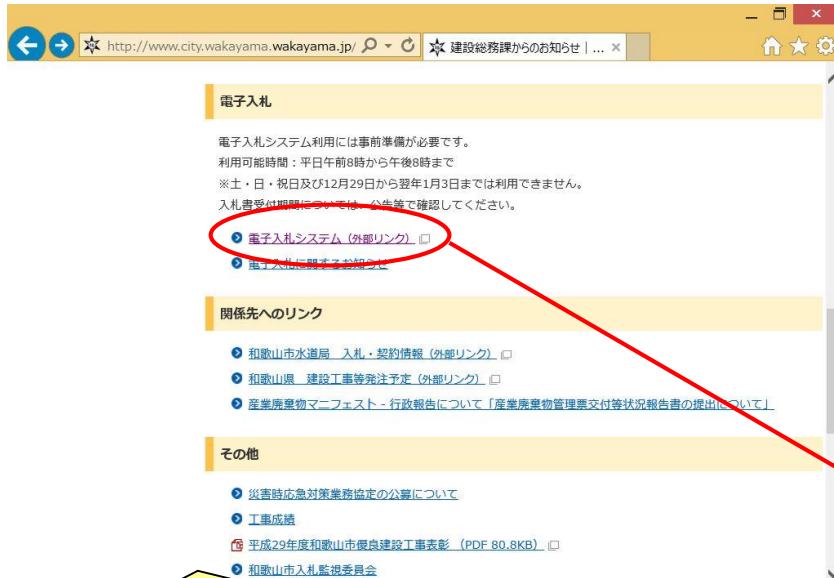 http://www.city.wakayama.wakayama.jp/
建設総務課からのお知らせ | ...
電子入札
電子入札システム利用には事前準備が必要です。
利用可能時間：平日午前8時から午後8時まで
※土・日・祝日及び12月29日から翌年1月3日までは利用できません。
入札書受付期間については、公告等で確認してください。
電子入札システム（外部リンク）
電子入札に関するお知らせ
関係先へのリンク
和歌山市水道局　入札・契約情報（外部リンク）
和歌山県　建設工事等発注予定（外部リンク）
産業廃棄物マニフェスト - 行政報告について「産業廃棄物管理票交付等状況報告書の提出について」
その他
災害時応急対策業務協定の公募について
工事成績
平成29年度和歌山市優良建設工事表彰 （PDF 80.8KB）
和歌山市入札監視委員会